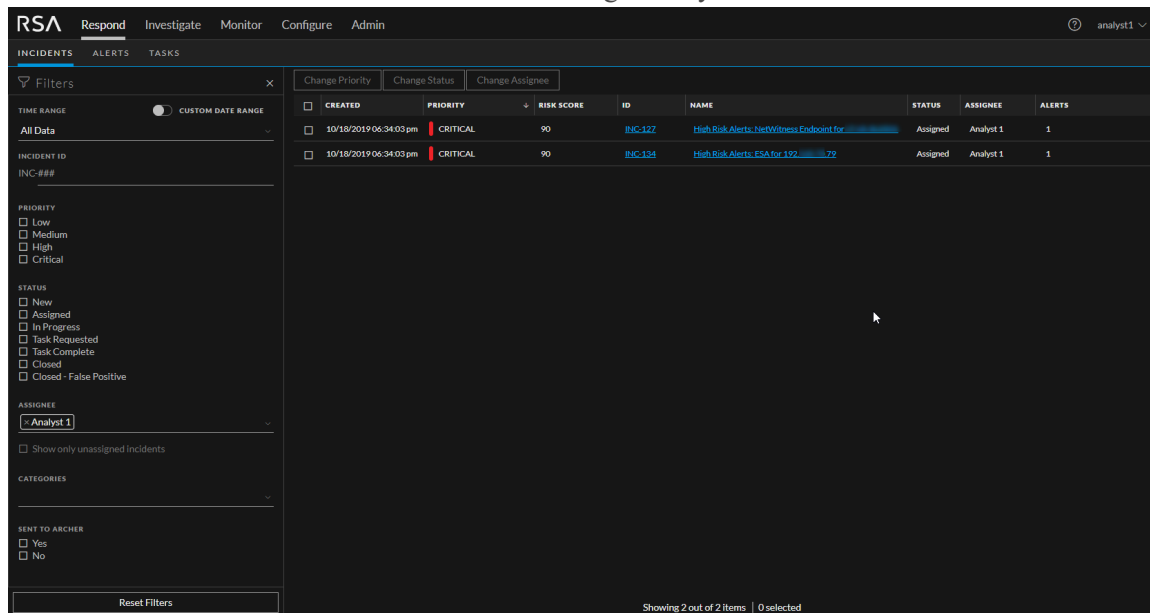 RSA Respond Investigate Monitor Configure Admin analyst1
INCIDENTS ALERTS TASKS
Filters ×
Change Priority Change Status Change Assignee
TIME RANGE CUSTOM DATE RANGE
All Data
CREATED PRIORITY RISK SCORE ID NAME STATUS ASSIGNEE ALERTS
10/18/2019 06:34:03 pm CRITICAL 90 INC-127 High Risk Alerts: NetWitness Endpoint for Assigned Analyst 1 1
10/18/2019 06:34:03 pm CRITICAL 90 INC-134 High Risk Alerts: ESA for 192. .79 Assigned Analyst 1 1
INCIDENT ID
INC-###
PRIORITY
Low
Medium
High
Critical
STATUS
New
Assigned
In Progress
Task Requested
Task Complete
Closed
Closed - False Positive
ASSIGNEE
× Analyst 1
Show only unassigned incidents
CATEGORIES
SENT TO ARCHER
Yes
No
Reset Filters
Showing 2 out of 2 items | 0 selected